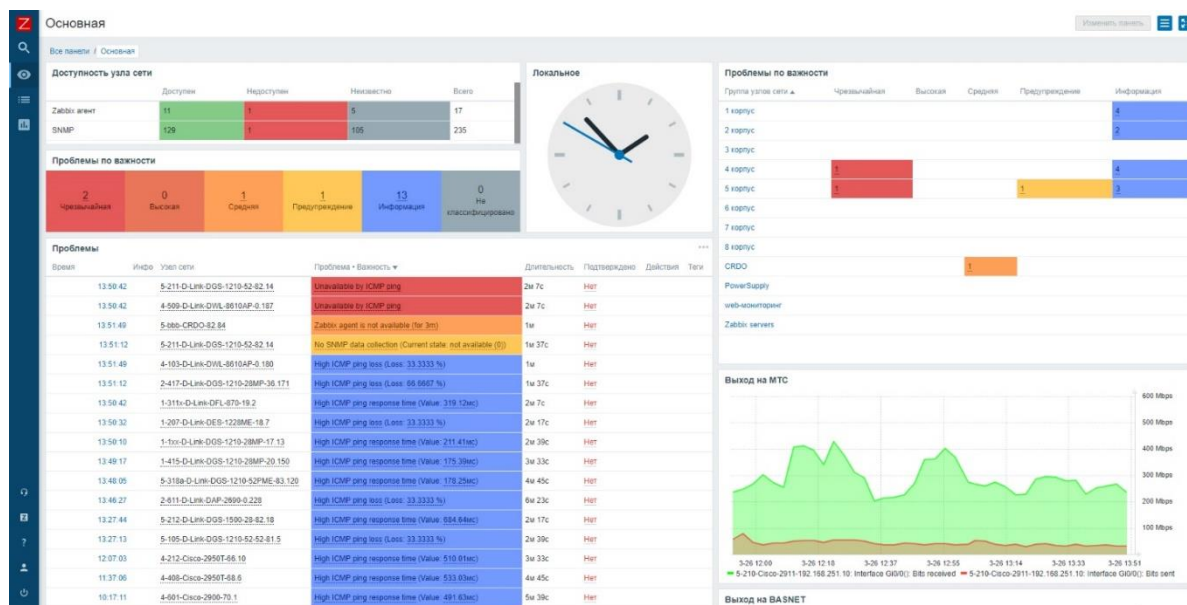 Z
Основная
Изменить панель
Все панели / Основная
Доступность узла сети
Доступен Недоступен Неизвестно Всего
Zabbix агент 11 1 5 17
SNMP 129 1 105 235
Проблемы по важности
2 Чрезвычайная
0 Высокая
1 Средняя
1 Предупреждение
13 Информация
0 Не классифицировано
Локальное
Проблемы
Время Инфо Узел сети Проблема • Важность Длительность Подтверждено Действия Теги
13:50:42 5-211-D-Link-DGS-1210-52-82.14 Unavailable by ICMP ping 2м 7с Нет
13:50:42 4-509-D-Link-DWL-8610AP-0.187 Unavailable by ICMP ping 2м 7с Нет
13:51:49 5-bbb-CRDO-82.84 Zabbix agent is not available (for 3m) 1м Нет
13:51:12 5-211-D-Link-DGS-1210-52-82.14 No SNMP data collection (Current state: not available (0)) 1м 37с Нет
13:51:49 4-103-D-Link-DWL-8610AP-0.180 High ICMP ping loss (Loss: 33.3333 %) 1м Нет
13:51:12 2-417-D-Link-DGS-1210-28MP-36.171 High ICMP ping loss (Loss: 66.6667 %) 1м 37с Нет
13:50:42 1-311x-D-Link-DFL-870-19.2 High ICMP ping response time (Value: 319.12мс) 2м 7с Нет
13:50:32 1-207-D-Link-DES-1228ME-18.7 High ICMP ping loss (Loss: 33.3333 %) 2м 17с Нет
13:50:10 1-1xx-D-Link-DGS-1210-28MP-17.13 High ICMP ping response time (Value: 211.41мс) 2м 39с Нет
13:49:17 1-415-D-Link-DGS-1210-28MP-20.150 High ICMP ping response time (Value: 175.39мс) 3м 33с Нет
13:48:05 5-318a-D-Link-DGS-1210-52PME-83.120 High ICMP ping response time (Value: 178.25мс) 4м 45с Нет
13:46:27 2-611-D-Link-DAP-2690-0.228 High ICMP ping loss (Loss: 33.3333 %) 6м 23с Нет
13:27:44 5-212-D-Link-DGS-1500-28-82.18 High ICMP ping response time (Value: 684.64мс) 2м 17с Нет
13:27:13 5-105-D-Link-DGS-1210-52-52-81.5 High ICMP ping loss (Loss: 33.3333 %) 2м 39с Нет
12:07:03 4-212-Cisco-2950T-66.10 High ICMP ping response time (Value: 510.01мс) 3м 33с Нет
11:37:06 4-408-Cisco-2950T-68.6 High ICMP ping response time (Value: 533.03мс) 4м 45с Нет
10:17:11 4-601-Cisco-2900-70.1 High ICMP ping response time (Value: 491.63мс) 5м 39с Нет
Проблемы по важности
Группа узлов сети Чрезвычайная Высокая Средняя Предупреждение Информация
1 корпус 4
2 корпус 2
3 корпус
4 корпус 1 4
5 корпус 1 1 3
6 корпус
7 корпус
8 корпус
CRDO 1
PowerSupply
web-мониторинг
Zabbix servers
Выход на МТС
600 Mbps
500 Mbps
400 Mbps
300 Mbps
200 Mbps
100 Mbps
3-26 12:00 3-26 12:18 3-26 12:37 3-26 12:55 3-26 13:14 3-26 13:33 3-26 13:51
5-210-Cisco-2911-192.168.251.10: Interface Gi0/0(): Bits received 5-210-Cisco-2911-192.168.251.10: Interface Gi0/0(): Bits sent
Выход на BASNET